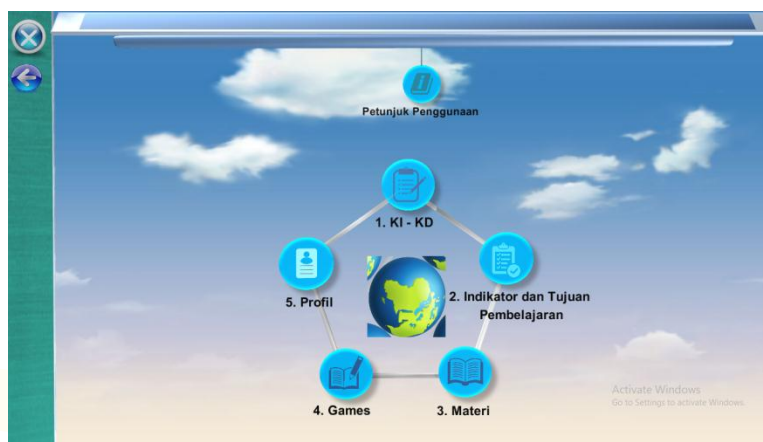 Petunjuk Penggunaan
1. KI - KD
2. Indikator dan Tujuan
Pembelajaran
3. Materi
4. Games
5. Profil
Activate Windows
Go to Settings to activate Windows.